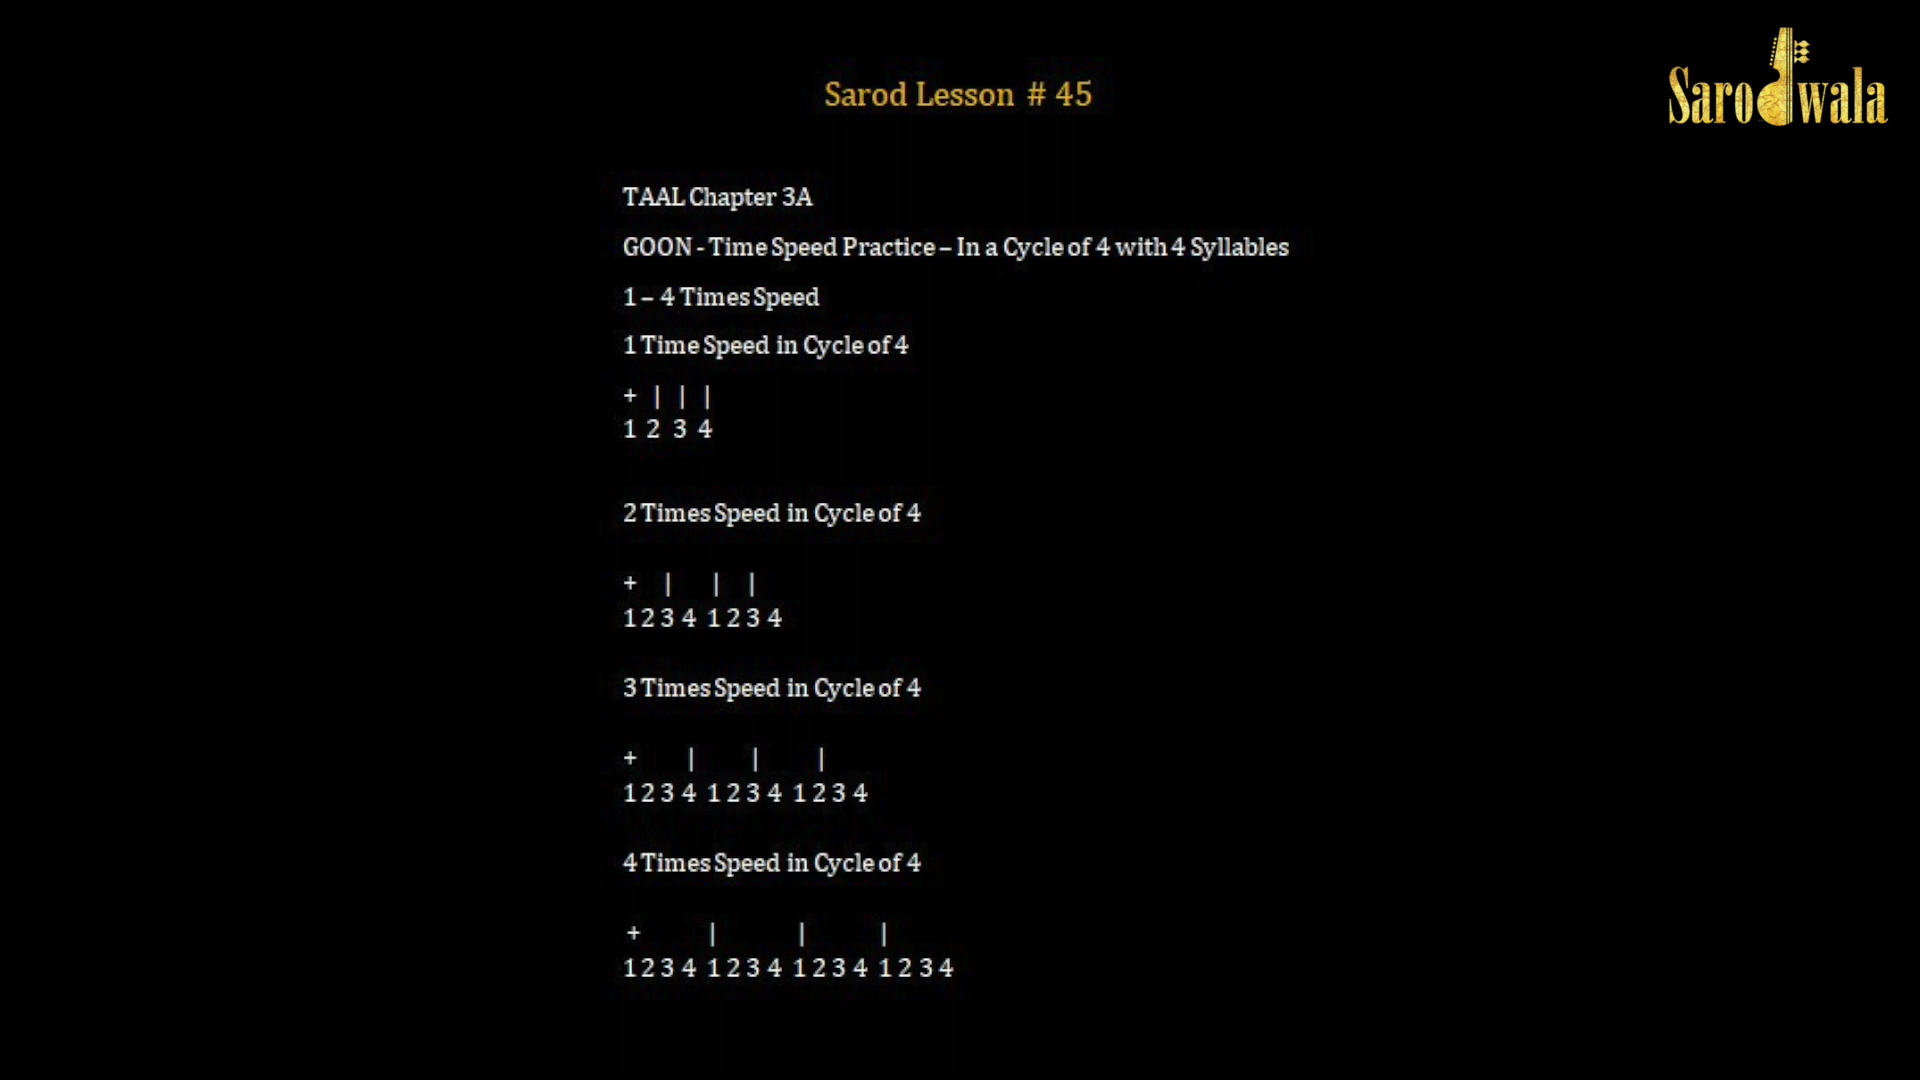 Sarodwala
Sarod Lesson # 45
TAAL Chapter 3A
GOON - Time Speed Practice – In a Cycle of 4 with 4 Syllables
1 – 4 Times Speed
1 Time Speed in Cycle of 4
+ | | |
1 2 3 4
2 Times Speed in Cycle of 4
+ | | |
1 2 3 4 1 2 3 4
3 Times Speed in Cycle of 4
+ | | |
1 2 3 4 1 2 3 4 1 2 3 4
4 Times Speed in Cycle of 4
+ | | |
1 2 3 4 1 2 3 4 1 2 3 4 1 2 3 4